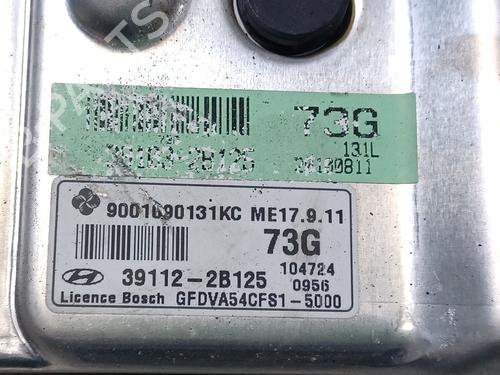 73G
131L
9001090131KC ME17.9.11
73G
39112-2B125
104724
0956
Licence Bosch GFDVA54CFS1-5000